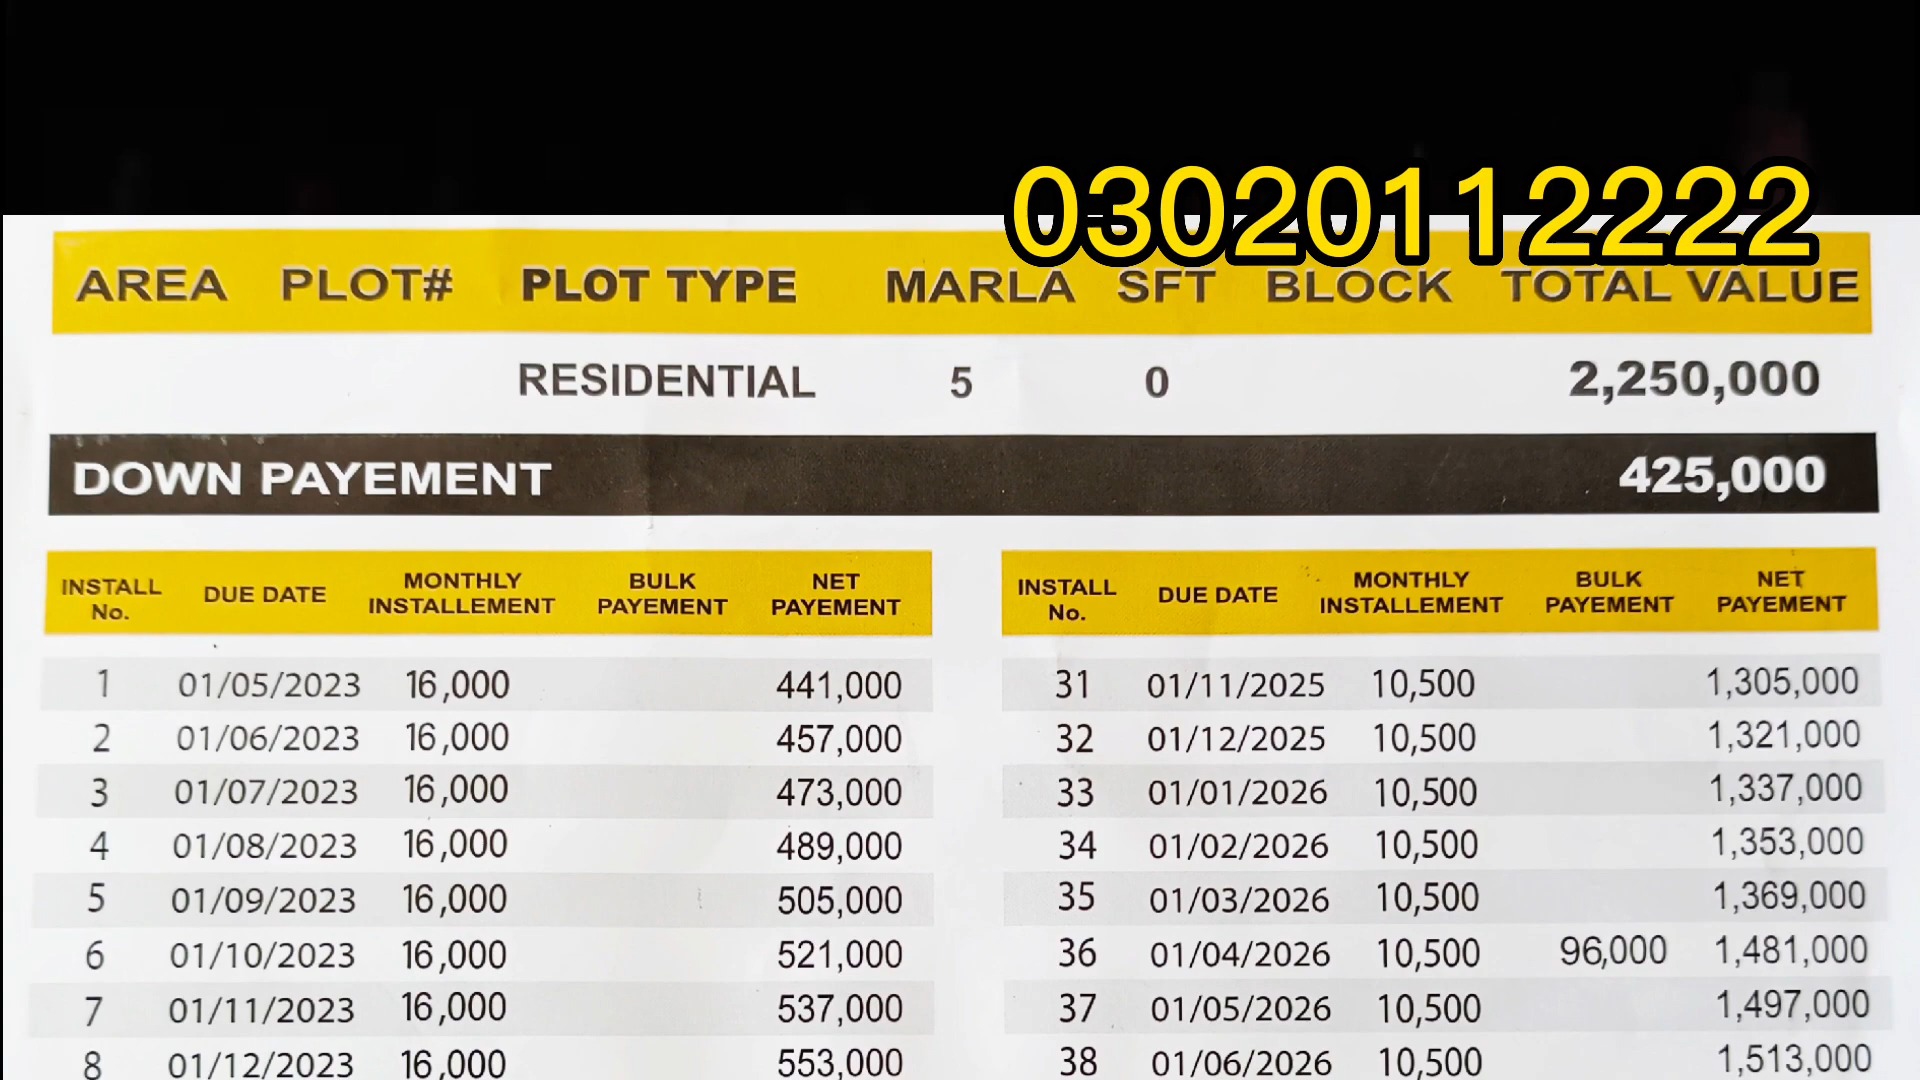 03020112222
AREA PLOT# PLOT TYPE MARLA SFT BLOCK TOTAL VALUE
RESIDENTIAL 5 0 2,250,000
DOWN PAYEMENT 425,000
INSTALL No. DUE DATE MONTHLY INSTALLEMENT BULK PAYEMENT NET PAYEMENT
1 01/05/2023 16,000 441,000
2 01/06/2023 16,000 457,000
3 01/07/2023 16,000 473,000
4 01/08/2023 16,000 489,000
5 01/09/2023 16,000 505,000
6 01/10/2023 16,000 521,000
7 01/11/2023 16,000 537,000
8 01/12/2023 16,000 553,000
INSTALL No. DUE DATE MONTHLY INSTALLEMENT BULK PAYEMENT NET PAYEMENT
31 01/11/2025 10,500 1,305,000
32 01/12/2025 10,500 1,321,000
33 01/01/2026 10,500 1,337,000
34 01/02/2026 10,500 1,353,000
35 01/03/2026 10,500 1,369,000
36 01/04/2026 10,500 96,000 1,481,000
37 01/05/2026 10,500 1,497,000
38 01/06/2026 10,500 1,513,000